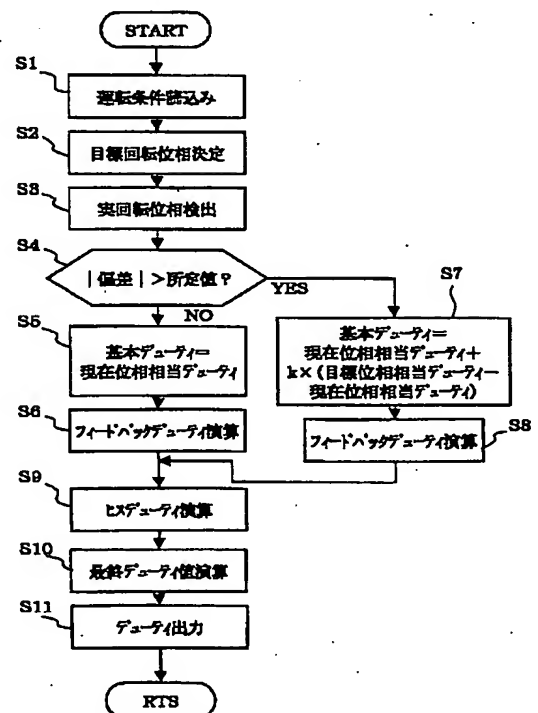 START
S1
運転条件読込み
S2
目標回転位相決定
S3
実回転位相検出
S4
|偏差|>所定値?
YES
NO
S5
基本デューティ=
現在位相相当デューティ
S6
フィードバックデューティ演算
S7
基本デューティ=
現在位相相当デューティ+
k×(目標位相相当デューティ−
現在位相相当デューティ)
S8
フィードバックデューティ演算
S9
ヒスデューティ演算
S10
最終デューティ値演算
S11
デューティ出力
RTS